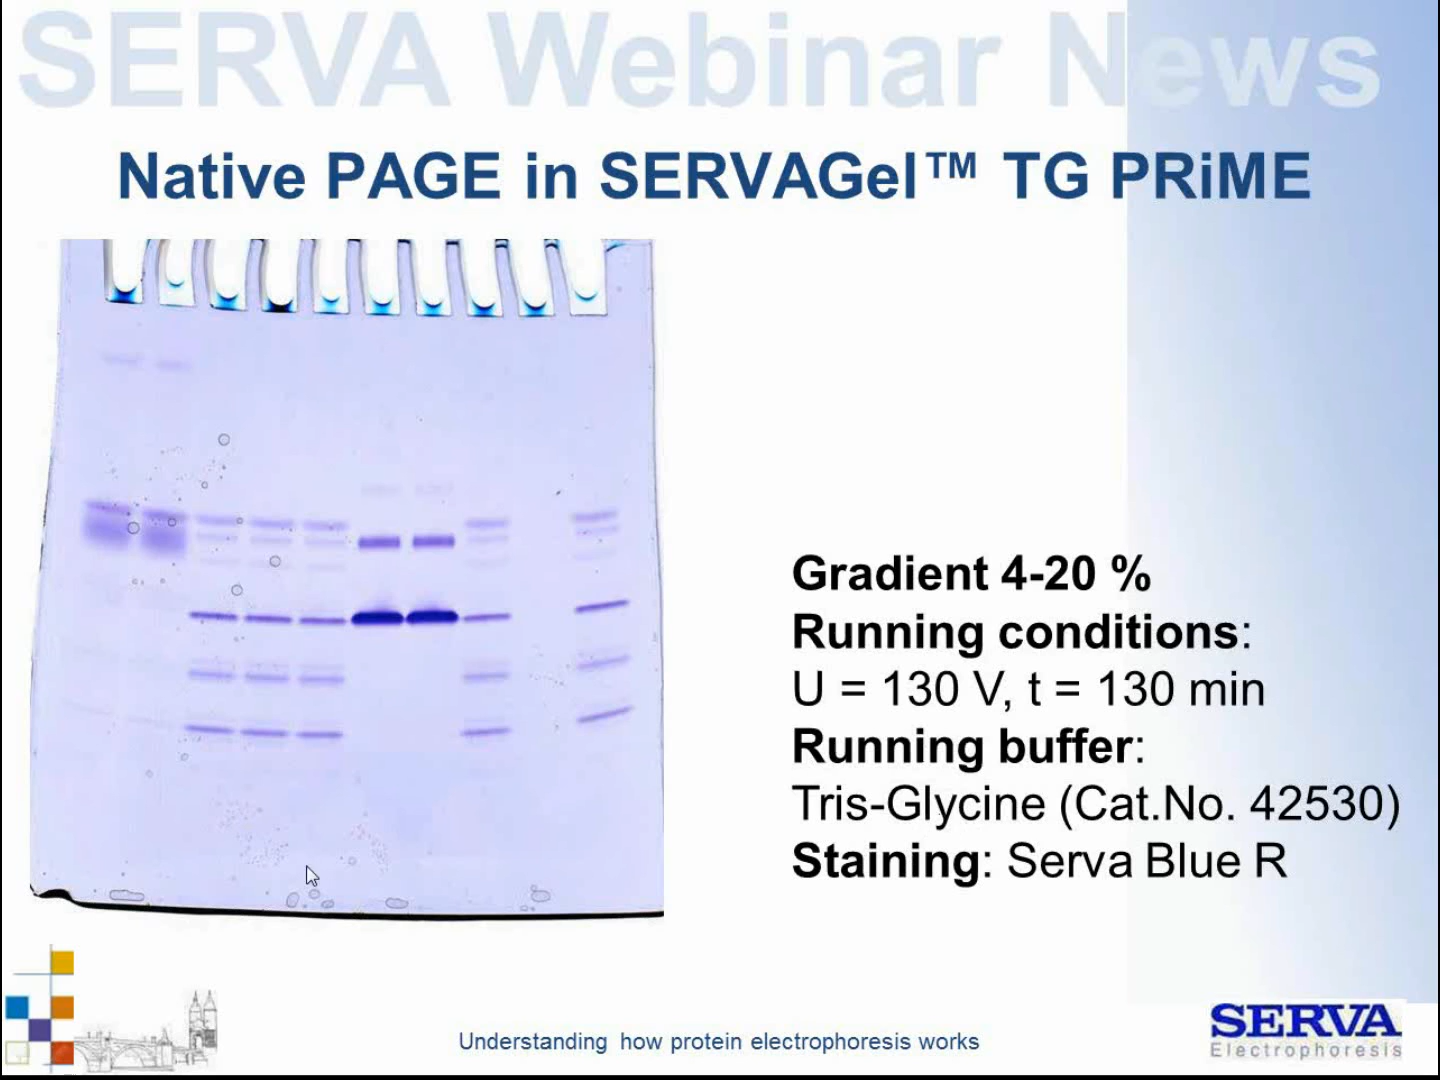 SERVA Webinar News
Native PAGE in SERVAGel™ TG PRiME
Gradient 4-20 %
Running conditions:
U = 130 V, t = 130 min
Running buffer:
Tris-Glycine (Cat.No. 42530)
Staining: Serva Blue R
Understanding how protein electrophoresis works
SERVA
Electrophoresis